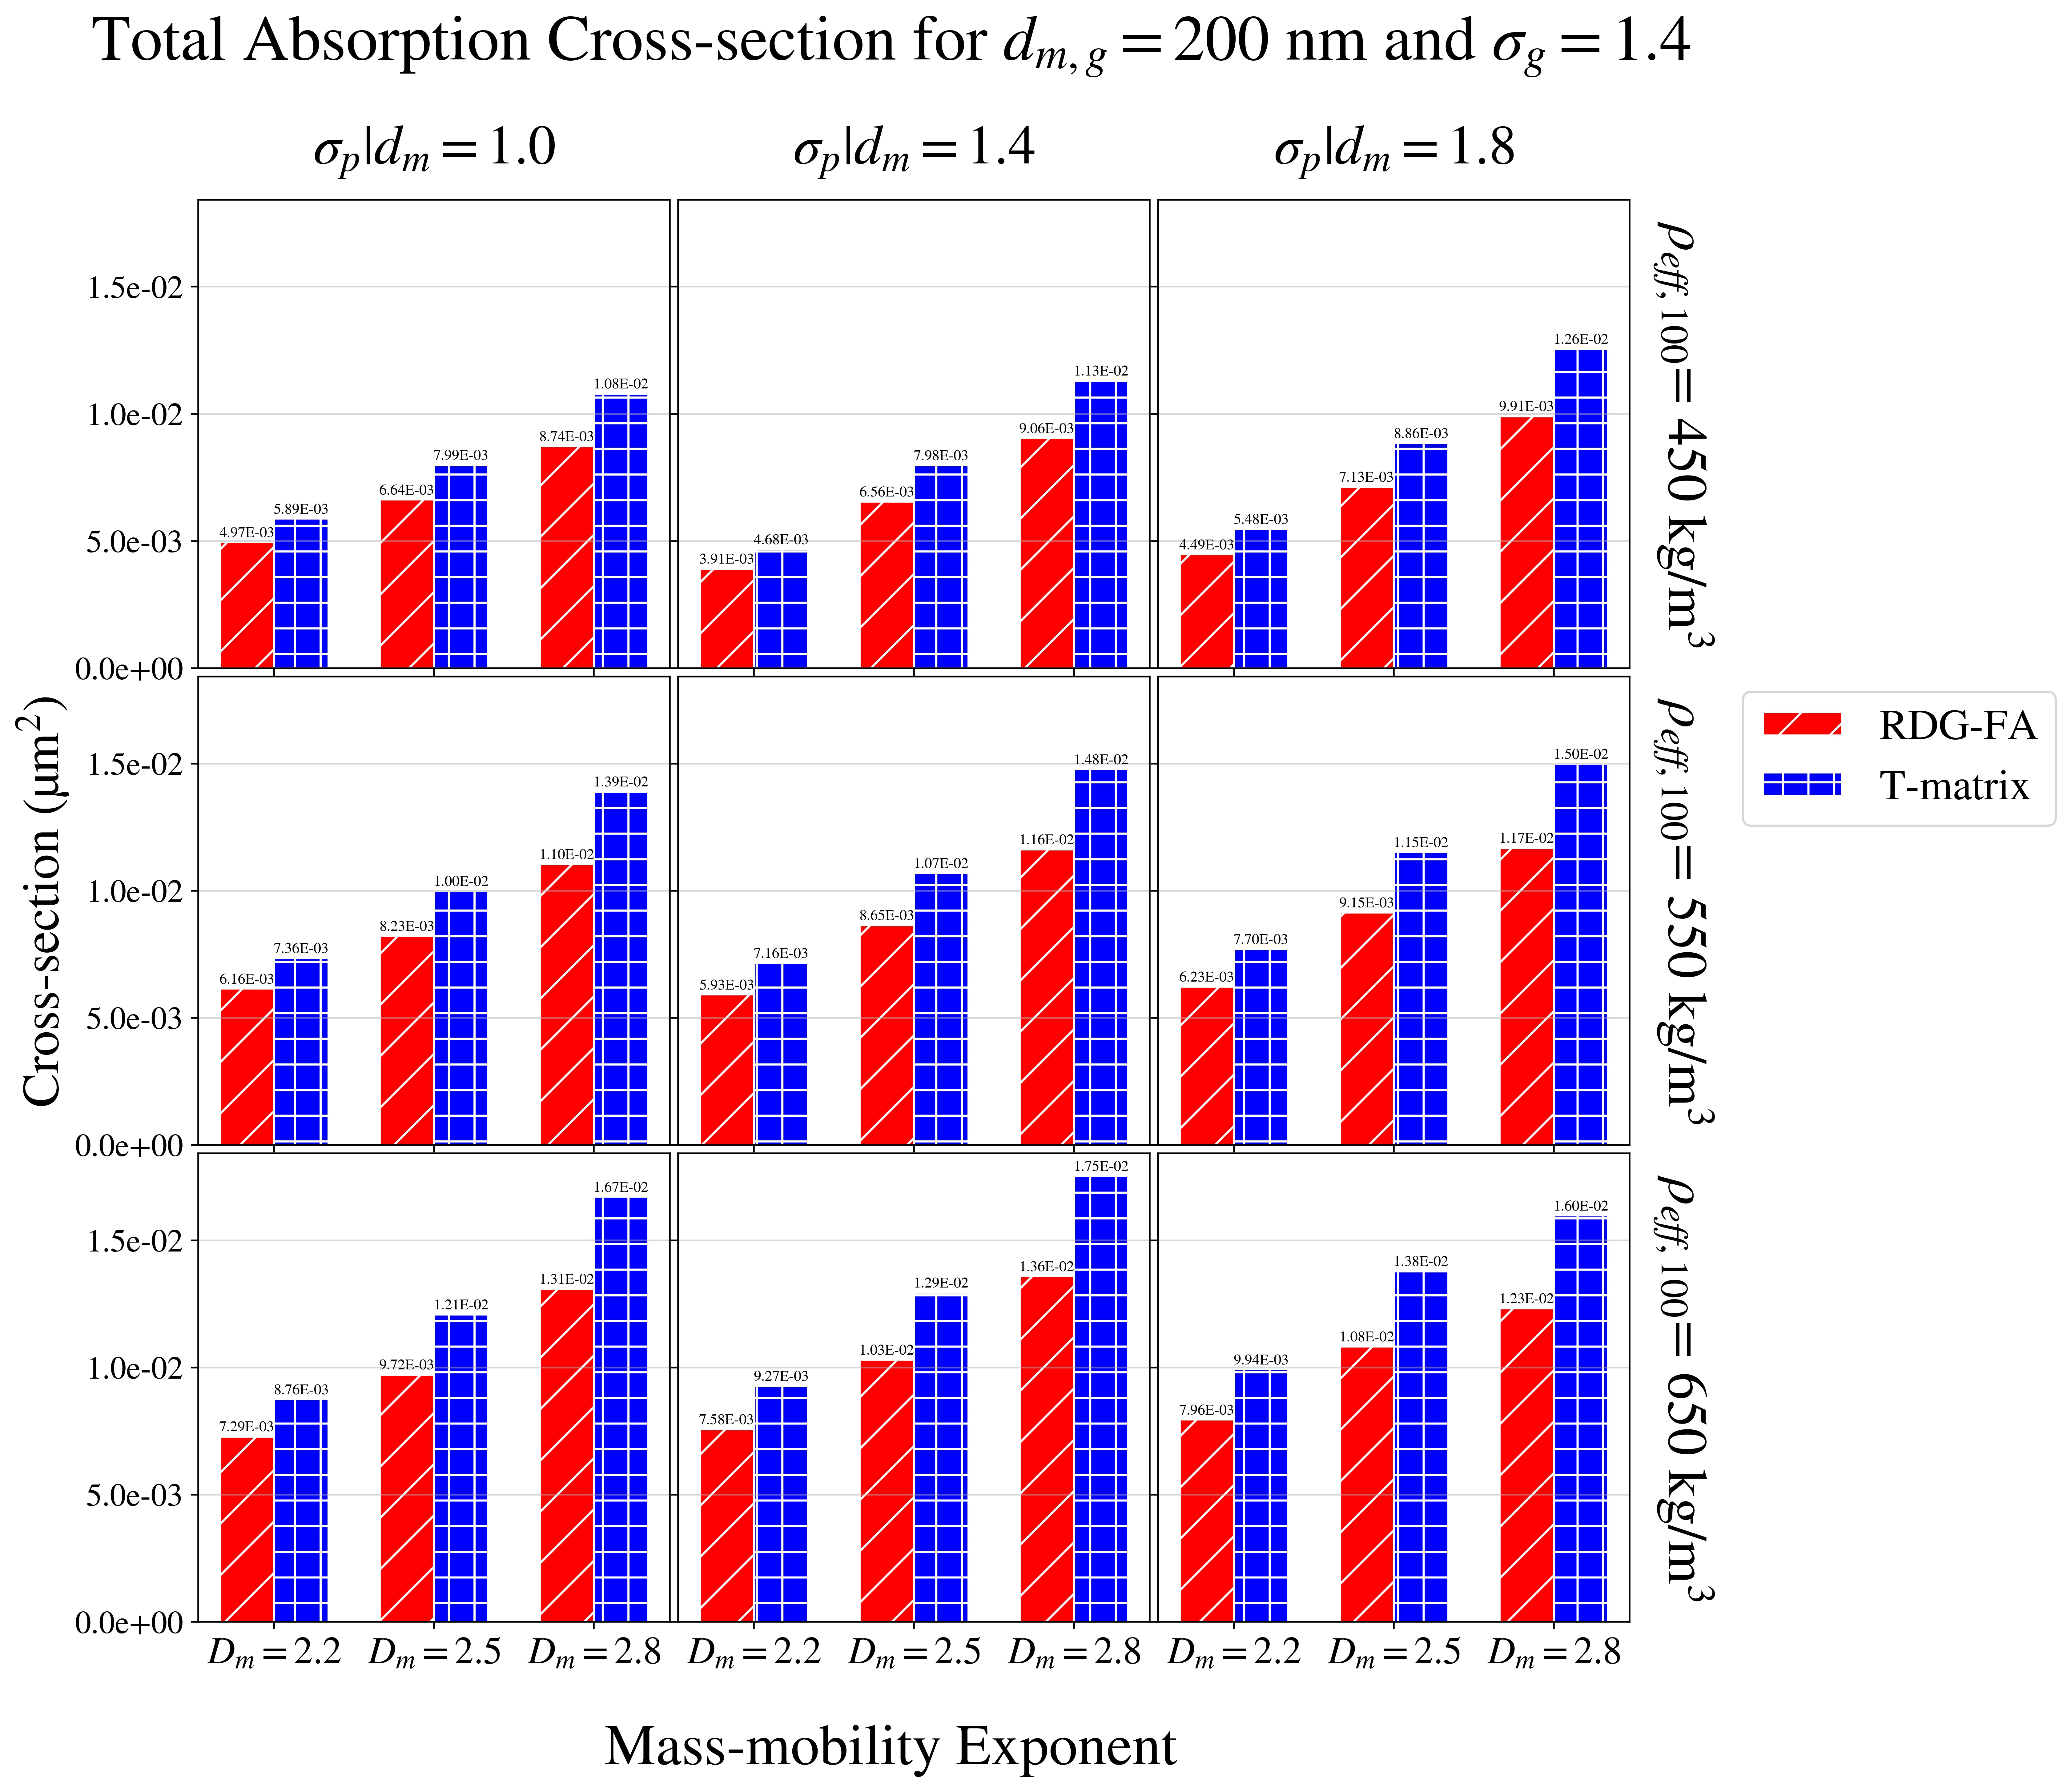 Total Absorption Cross-section for d_{m,g} = 200 nm and σ_g = 1.4
σ_p|d_m = 1.0
σ_p|d_m = 1.4
σ_p|d_m = 1.8
1.5e-02
1.0e-02
5.0e-03
0.0e+00
4.97E-03
5.89E-03
6.64E-03
7.99E-03
8.74E-03
1.08E-02
3.91E-03
4.68E-03
6.56E-03
7.98E-03
9.06E-03
1.13E-02
4.49E-03
5.48E-03
7.13E-03
8.86E-03
9.91E-03
1.26E-02
ρ_{eff, 100} = 450 kg/m³
Cross-section (µm²)
1.5e-02
1.0e-02
5.0e-03
0.0e+00
6.16E-03
7.36E-03
8.23E-03
1.00E-02
1.10E-02
1.39E-02
5.93E-03
7.16E-03
8.65E-03
1.07E-02
1.16E-02
1.48E-02
6.23E-03
7.70E-03
9.15E-03
1.15E-02
1.17E-02
1.50E-02
ρ_{eff, 100} = 550 kg/m³
RDG-FA
T-matrix
1.5e-02
1.0e-02
5.0e-03
0.0e+00
7.29E-03
8.76E-03
9.72E-03
1.21E-02
1.31E-02
1.67E-02
7.58E-03
9.27E-03
1.03E-02
1.29E-02
1.36E-02
1.75E-02
7.96E-03
9.94E-03
1.08E-02
1.38E-02
1.23E-02
1.60E-02
ρ_{eff, 100} = 650 kg/m³
D_m = 2.2
D_m = 2.5
D_m = 2.8
D_m = 2.2
D_m = 2.5
D_m = 2.8
D_m = 2.2
D_m = 2.5
D_m = 2.8
Mass-mobility Exponent